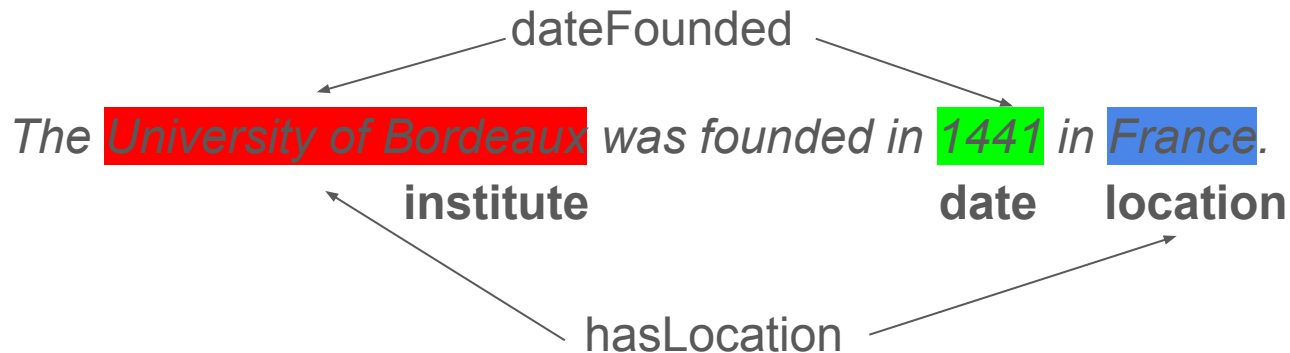 dateFounded
The University of Bordeaux was founded in 1441 in France.
institute date location
hasLocation